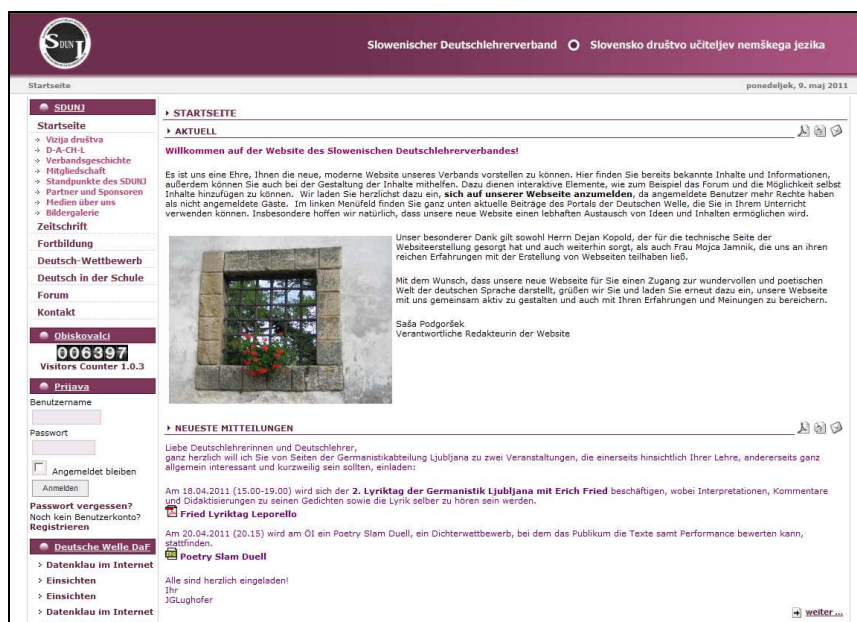 SDUNJ
Slowenischer Deutschlehrerverband Slovensko društvo učiteljev nemškega jezika
Startseite
ponedeljek, 9. maj 2011
SDUNJ
Startseite
Vizija društva
D-A-CH-L
Verbandsgeschichte
Mitgliedschaft
Standpunkte des SDUNJ
Partner und Sponsoren
Medien über uns
Bildergalerie
Zeitschrift
Fortbildung
Deutsch-Wettbewerb
Deutsch in der Schule
Forum
Kontakt
Obiskovalci
006397
Visitors Counter 1.0.3
Prijava
Benutzername
Passwort
Angemeldet bleiben
Anmelden
Passwort vergessen?
Noch kein Benutzerkonto?
Registrieren
Deutsche Welle DaF
Datenklau im Internet
Einsichten
Einsichten
Datenklau im Internet
STARTSEITE
AKTUELL
Willkommen auf der Website des Slowenischen Deutschlehrerverbandes!
Es ist uns eine Ehre, Ihnen die neue, moderne Website unseres Verbands vorstellen zu können. Hier finden Sie bereits bekannte Inhalte und Informationen,
außerdem können Sie auch bei der Gestaltung der Inhalte mithelfen. Dazu dienen interaktive Elemente, wie zum Beispiel das Forum und die Möglichkeit selbst
Inhalte hinzufügen zu können. Wir laden Sie herzlichst dazu ein, sich auf unserer Webseite anzumelden, da angemeldete Benutzer mehr Rechte haben
als nicht angemeldete Gäste. Im linken Menüfeld finden Sie ganz unten aktuelle Beiträge des Portals der Deutschen Welle, die Sie in Ihrem Unterricht
verwenden können. Insbesondere hoffen wir natürlich, dass unsere neue Website einen lebhaften Austausch von Ideen und Inhalten ermöglichen wird.
Unser besonderer Dank gilt sowohl Herrn Dejan Kopold, der für die technische Seite der
Websiteerstellung gesorgt hat und auch weiterhin sorgt, als auch Frau Mojca Jamnik, die uns an ihren
reichen Erfahrungen mit der Erstellung von Webseiten teilhaben ließ.
Mit dem Wunsch, dass unsere neue Webseite für Sie einen Zugang zur wundervollen und poetischen
Welt der deutschen Sprache darstellt, grüßen wir Sie und laden Sie erneut dazu ein, unsere Webseite
mit uns gemeinsam aktiv zu gestalten und auch mit Ihren Erfahrungen und Meinungen zu bereichern.
Saša Podgoršek
Verantwortliche Redakteurin der Website
NEUESTE MITTEILUNGEN
Liebe Deutschlehrerinnen und Deutschlehrer,
ganz herzlich will ich Sie von Seiten der Germanistikabteilung Ljubljana zu zwei Veranstaltungen, die einerseits hinsichtlich Ihrer Lehre, andererseits ganz
allgemein interessant und kurzweilig sein sollten, einladen:
Am 18.04.2011 (15.00-19.00) wird sich der 2. Lyriktag der Germanistik Ljubljana mit Erich Fried beschäftigen, wobei Interpretationen, Kommentare
und Didaktisierungen zu seinen Gedichten sowie die Lyrik selber zu hören sein werden.
Fried Lyriktag Leporello
Am 20.04.2011 (20.15) wird am ÖI ein Poetry Slam Duell, ein Dichterwettbewerb, bei dem das Publikum die Texte samt Performance bewerten kann,
stattfinden.
Poetry Slam Duell
Alle sind herzlich eingeladen!
Ihr
JGLughofer
weiter ...